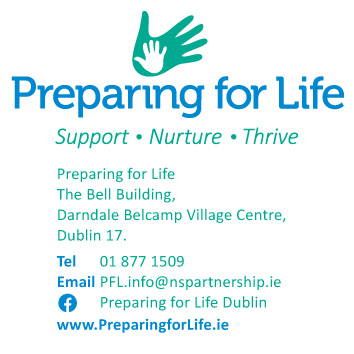 Preparing for Life
Support • Nurture • Thrive
Preparing for Life
The Bell Building,
Darndale Belcamp Village Centre,
Dublin 17.
Tel 01 877 1509
Email PFL.info@nspartnership.ie
Preparing for Life Dublin
www.PreparingforLife.ie